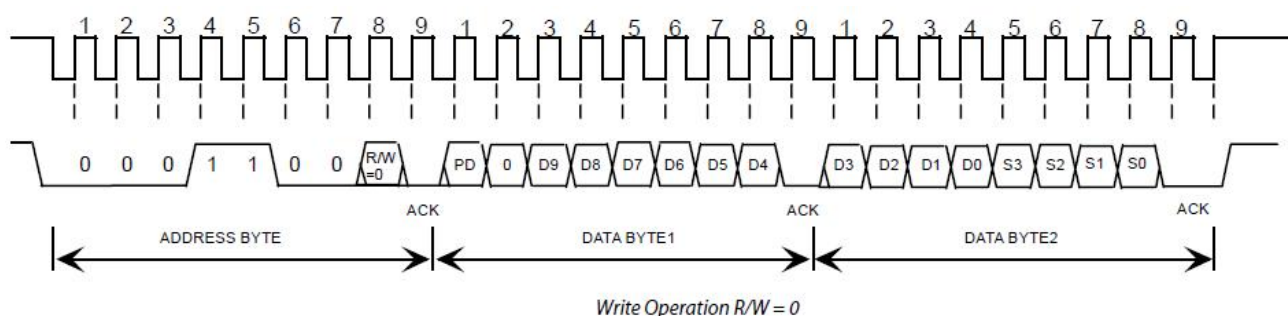 1 2 3 4 5 6 7 8 9 1 2 3 4 5 6 7 8 9 1 2 3 4 5 6 7 8 9
0 0 0 1 1 0 0 R/W =0 PD 0 D9 D8 D7 D6 D5 D4 D3 D2 D1 D0 S3 S2 S1 S0
ACK ACK ACK
ADDRESS BYTE DATA BYTE1 DATA BYTE2
Write Operation R/W = 0